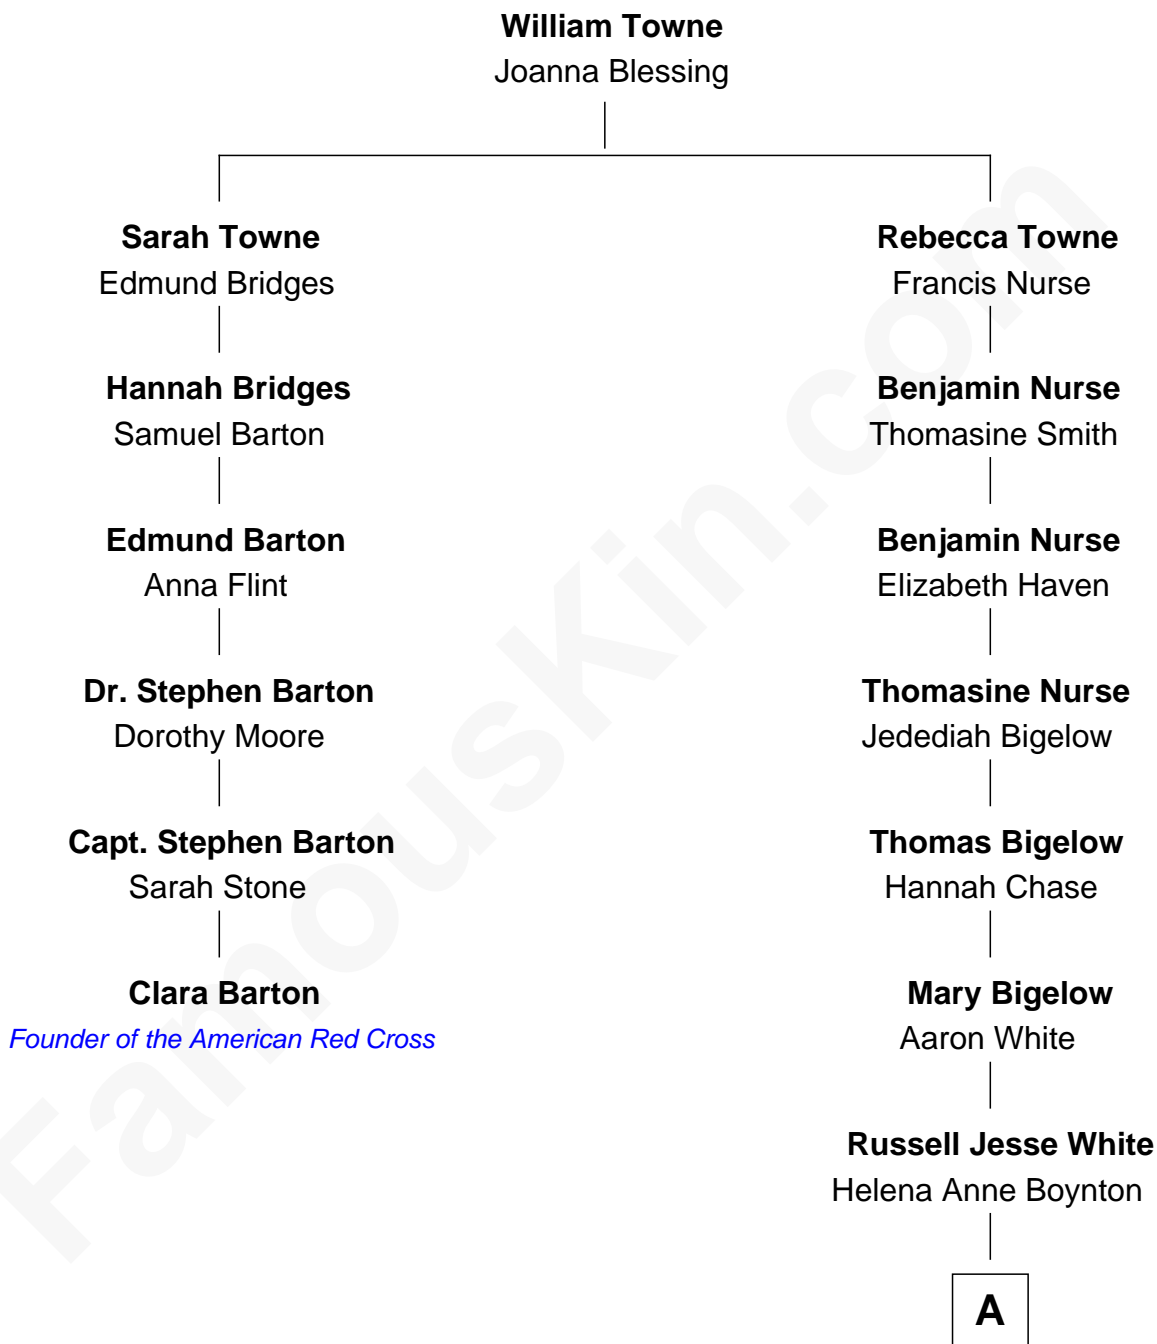 William Towne
Joanna Blessing
Sarah Towne
Edmund Bridges
Rebecca Towne
Francis Nurse
Hannah Bridges
Samuel Barton
Benjamin Nurse
Thomasine Smith
Edmund Barton
Anna Flint
Benjamin Nurse
Elizabeth Haven
Dr. Stephen Barton
Dorothy Moore
Thomasine Nurse
Jedediah Bigelow
Capt. Stephen Barton
Sarah Stone
Thomas Bigelow
Hannah Chase
Clara Barton
Founder of the American Red Cross
Mary Bigelow
Aaron White
Russell Jesse White
Helena Anne Boynton
A
FamousKin.com